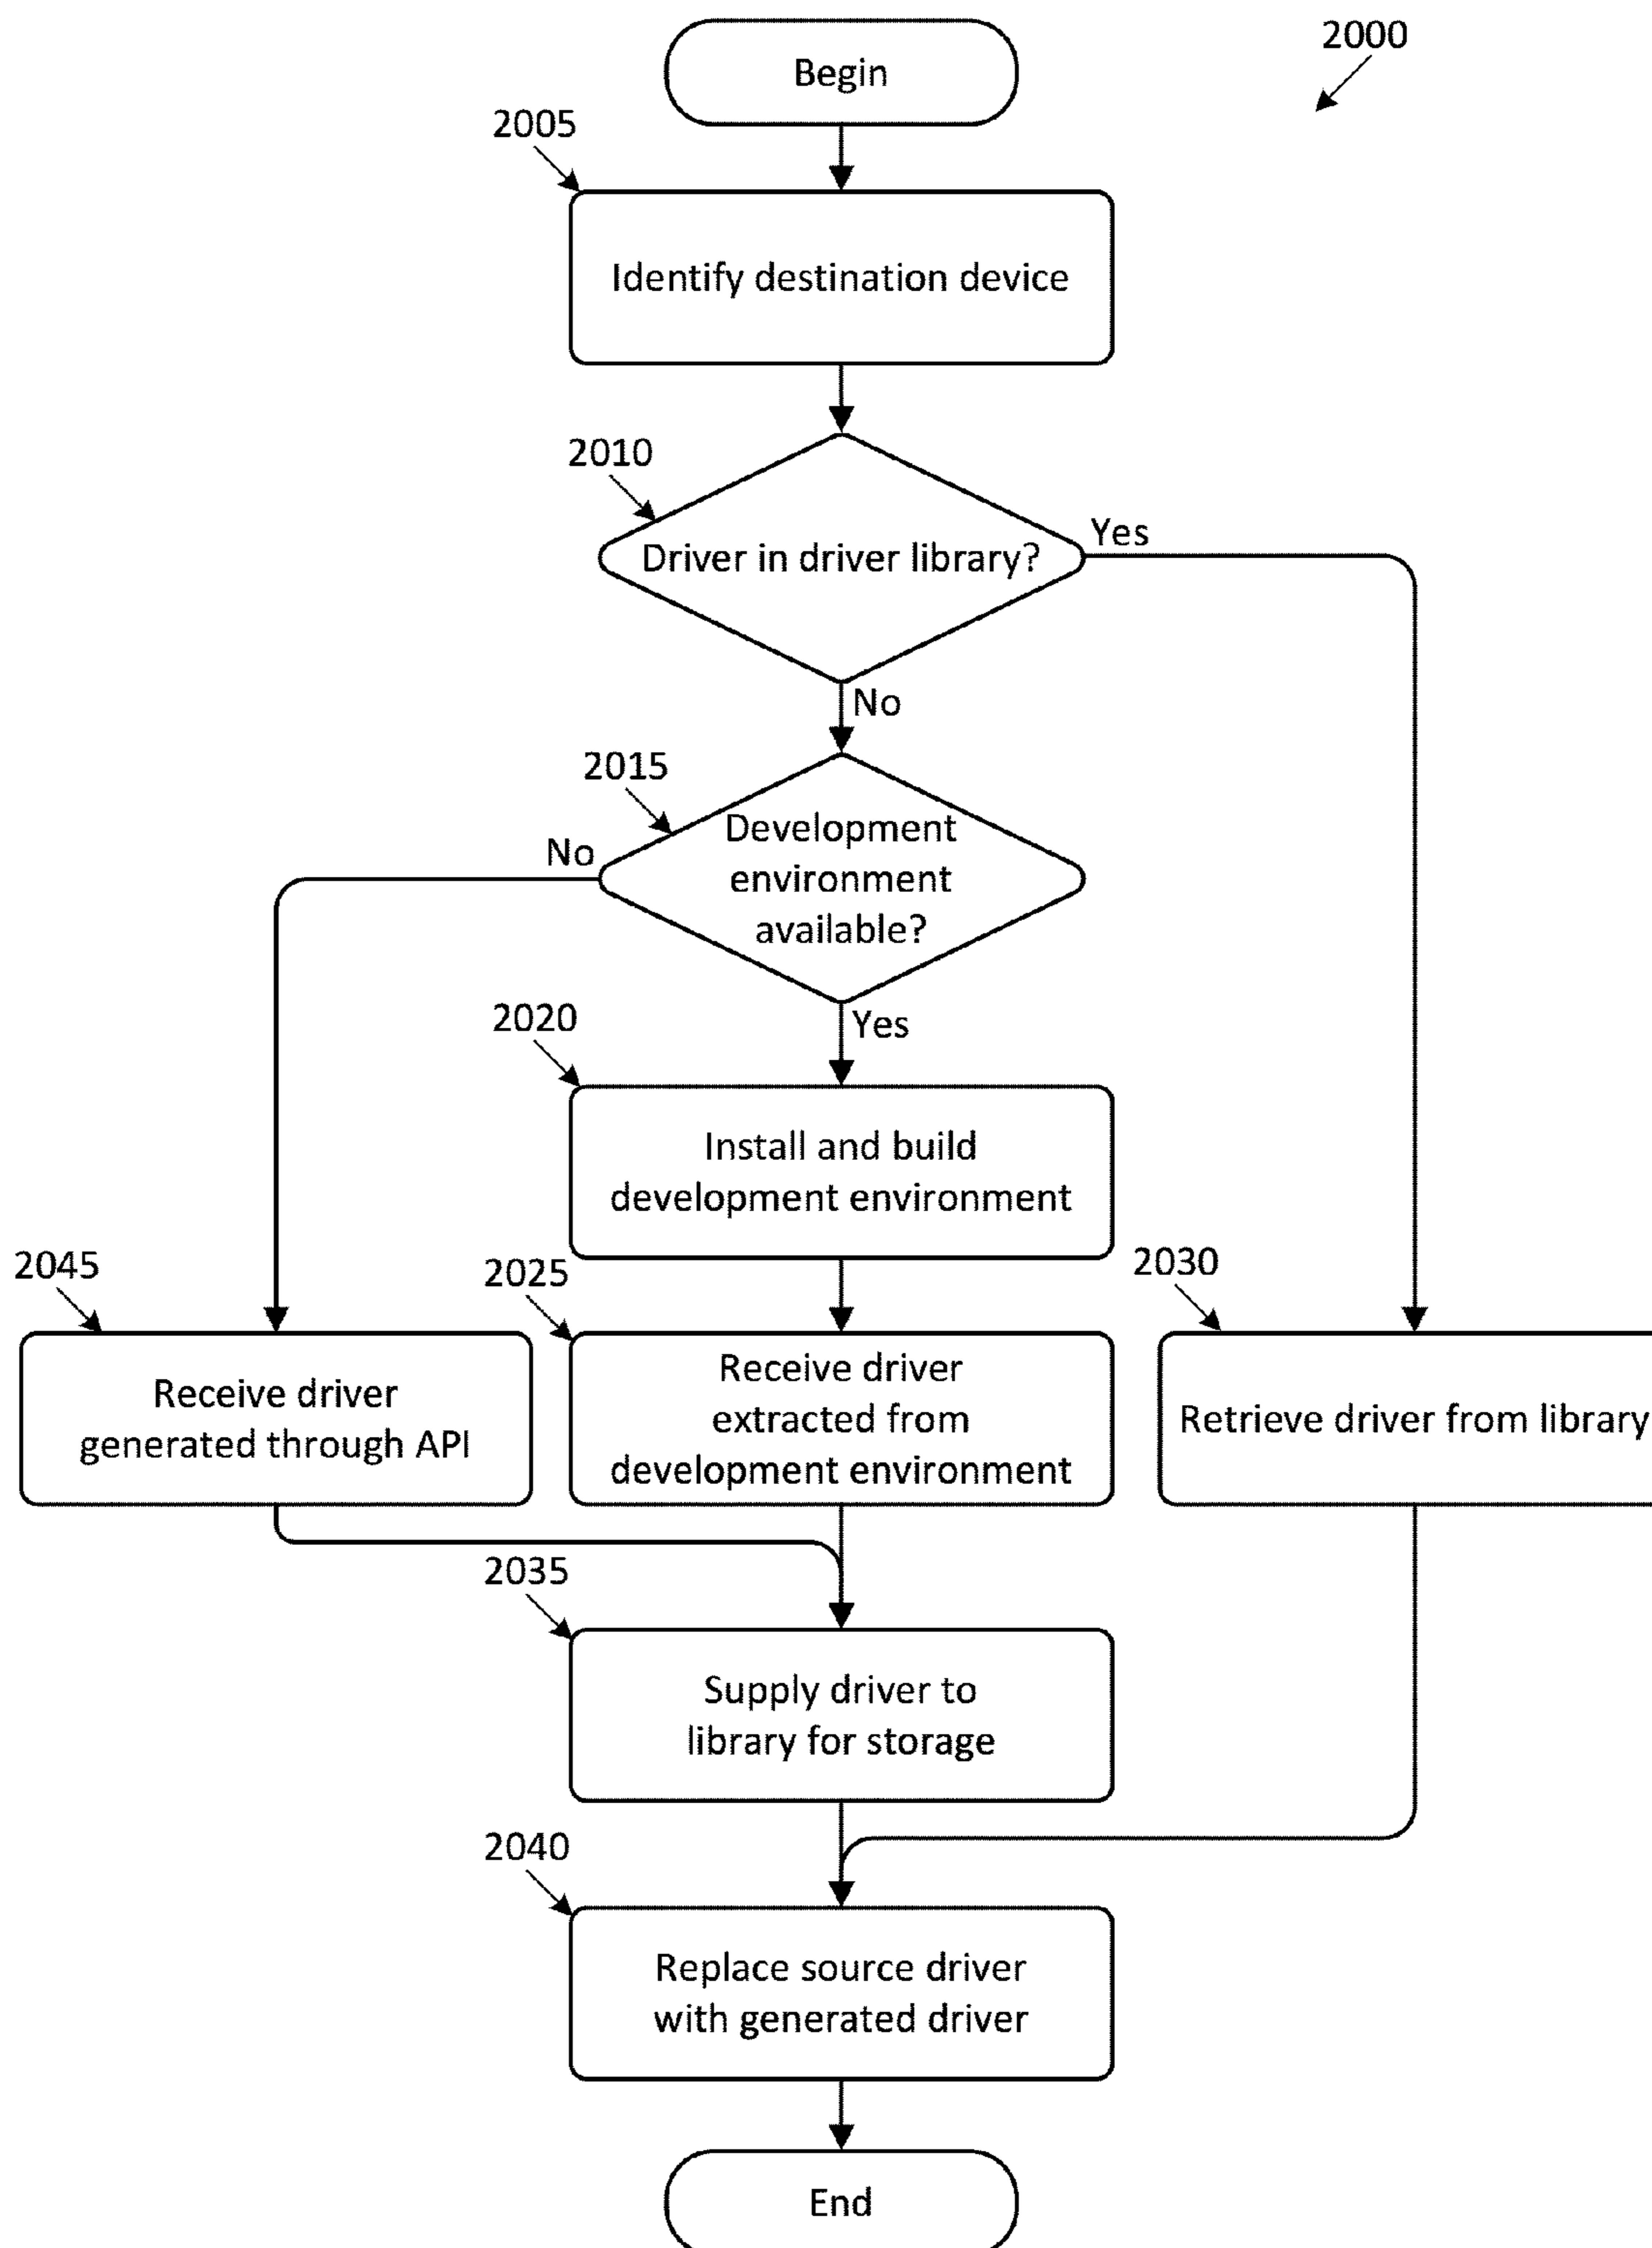 2000
Begin
2005
Identify destination device
2010
Driver in driver library?
Yes
No
2015
Development
environment
available?
No
Yes
2020
Install and build
development environment
2045
Receive driver
generated through API
2025
Receive driver
extracted from
development environment
2030
Retrieve driver from library
2035
Supply driver to
library for storage
2040
Replace source driver
with generated driver
End